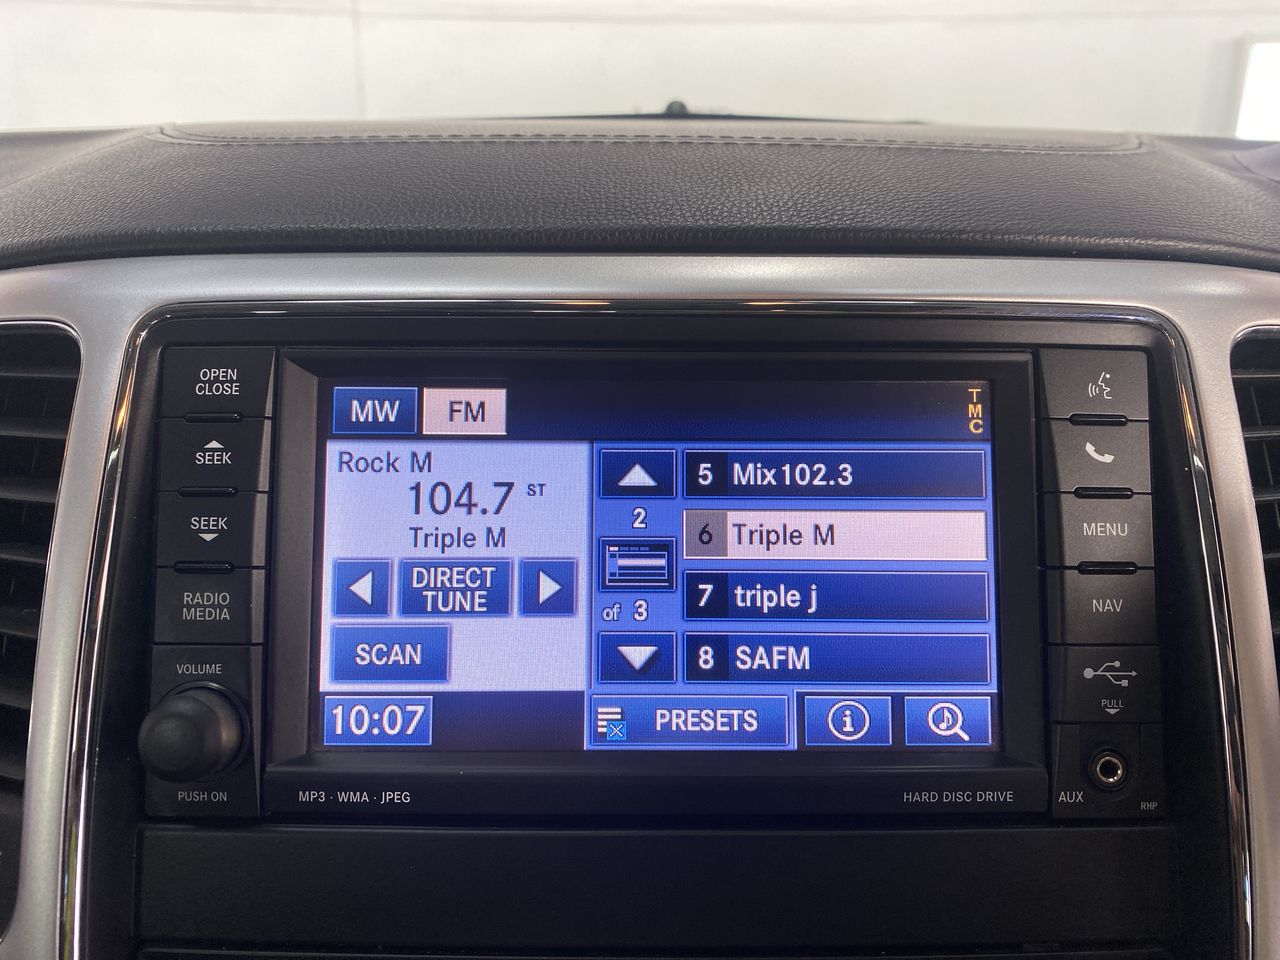 OPEN
CLOSE
SEEK
SEEK
RADIO
MEDIA
VOLUME
PUSH ON
MW
FM
TMC
Rock M
104.7 ST
Triple M
DIRECT
TUNE
SCAN
10:07
2
of 3
5 Mix102.3
6 Triple M
7 triple j
8 SAFM
PRESETS
i
MP3 · WMA · JPEG
HARD DISC DRIVE
MENU
NAV
PULL
AUX
RHP